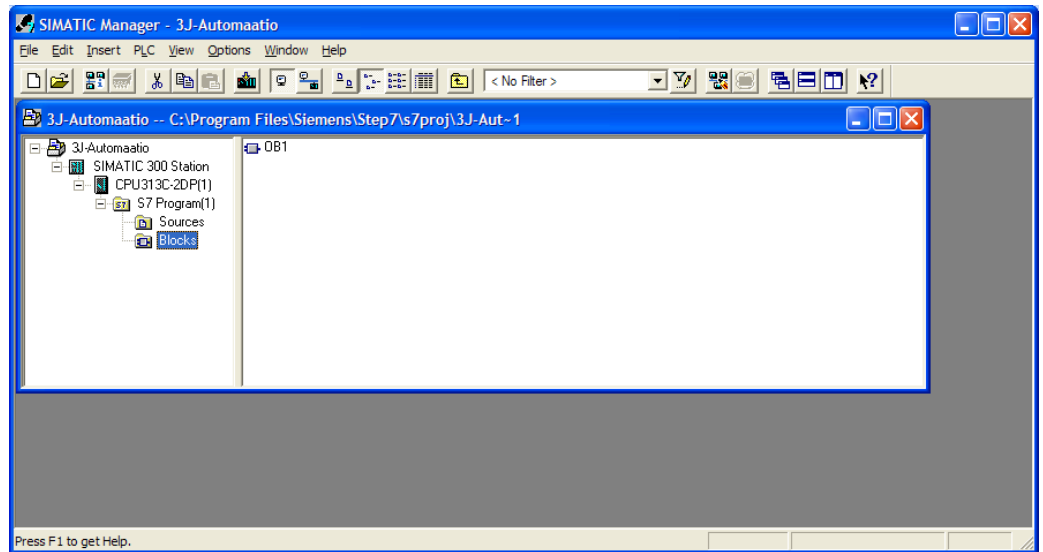 SIMATIC Manager - 3J-Automaatio
File Edit Insert PLC View Options Window Help
< No Filter >
3J-Automaatio -- C:\Program Files\Siemens\Step7\s7proj\3J-Aut~1
3J-Automaatio
SIMATIC 300 Station
CPU313C-2DP(1)
S7 Program(1)
Sources
Blocks
OB1
Press F1 to get Help.